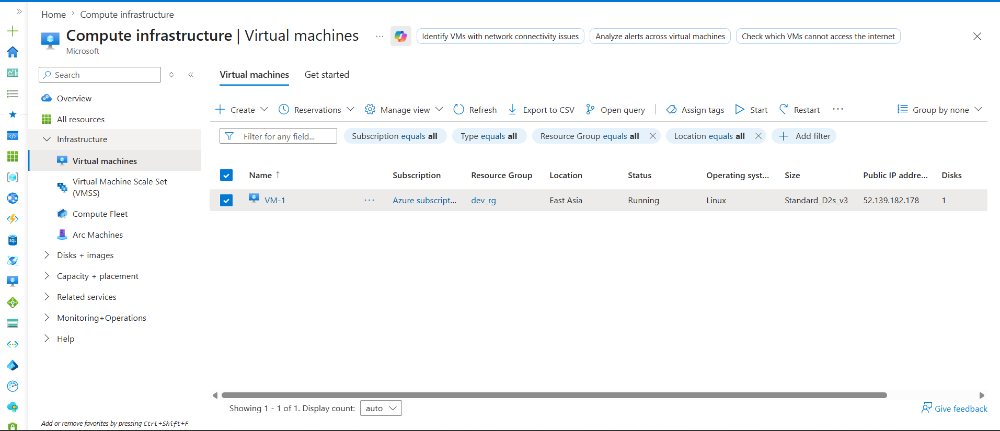 Home > Compute infrastructure
Compute infrastructure | Virtual machines ...
Identify VMs with network connectivity issues
Analyze alerts across virtual machines
Check which VMs cannot access the internet
Microsoft
Search
Overview
All resources
Infrastructure
Virtual machines
Virtual Machine Scale Set
(VMSS)
Compute Fleet
Arc Machines
Disks + images
Capacity + placement
Related services
Monitoring+Operations
Help
Add or remove favorites by pressing Ctrl+Shift+F
Virtual machines Get started
Create Reservations Manage view Refresh Export to CSV Open query Assign tags Start Restart ... Group by none
Filter for any field... Subscription equals all Type equals all Resource Group equals all Location equals all Add filter
Name ↑ Subscription Resource Group Location Status Operating syst... Size Public IP addre... Disks
VM-1 ... Azure subscript... dev_rg East Asia Running Linux Standard_D2s_v3 52.139.182.178 1
Showing 1 - 1 of 1. Display count: auto
Give feedback
SQL